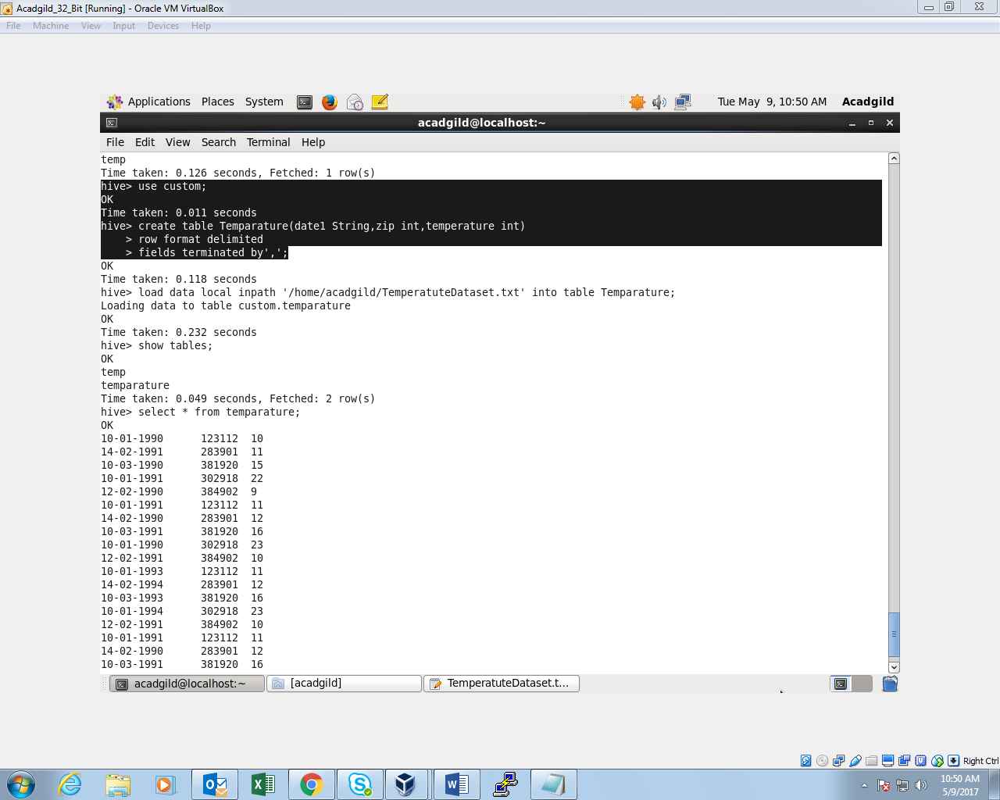 Acadgild_32_Bit [Running] - Oracle VM VirtualBox
File Machine View Input Devices Help
Applications Places System Tue May 9, 10:50 AM Acadgild
acadgild@localhost:~
File Edit View Search Terminal Help
temp
Time taken: 0.126 seconds, Fetched: 1 row(s)
hive> use custom;
OK
Time taken: 0.011 seconds
hive> create table Temparature(date1 String,zip int,temperature int)
    > row format delimited
    > fields terminated by',';
OK
Time taken: 0.118 seconds
hive> load data local inpath '/home/acadgild/TemperatuteDataset.txt' into table Temparature;
Loading data to table custom.temparature
OK
Time taken: 0.232 seconds
hive> show tables;
OK
temp
temparature
Time taken: 0.049 seconds, Fetched: 2 row(s)
hive> select * from temparature;
OK
10-01-1990 123112 10
14-02-1991 283901 11
10-03-1990 381920 15
10-01-1991 302918 22
12-02-1990 384902 9
10-01-1991 123112 11
14-02-1990 283901 12
10-03-1991 381920 16
10-01-1990 302918 23
12-02-1991 384902 10
10-01-1993 123112 11
14-02-1994 283901 12
10-03-1993 381920 16
10-01-1994 302918 23
12-02-1991 384902 10
10-01-1991 123112 11
14-02-1990 283901 12
10-03-1991 381920 16
acadgild@localhost:~ [acadgild] TemperatuteDataset.t...
Right Ctrl
10:50 AM
5/9/2017